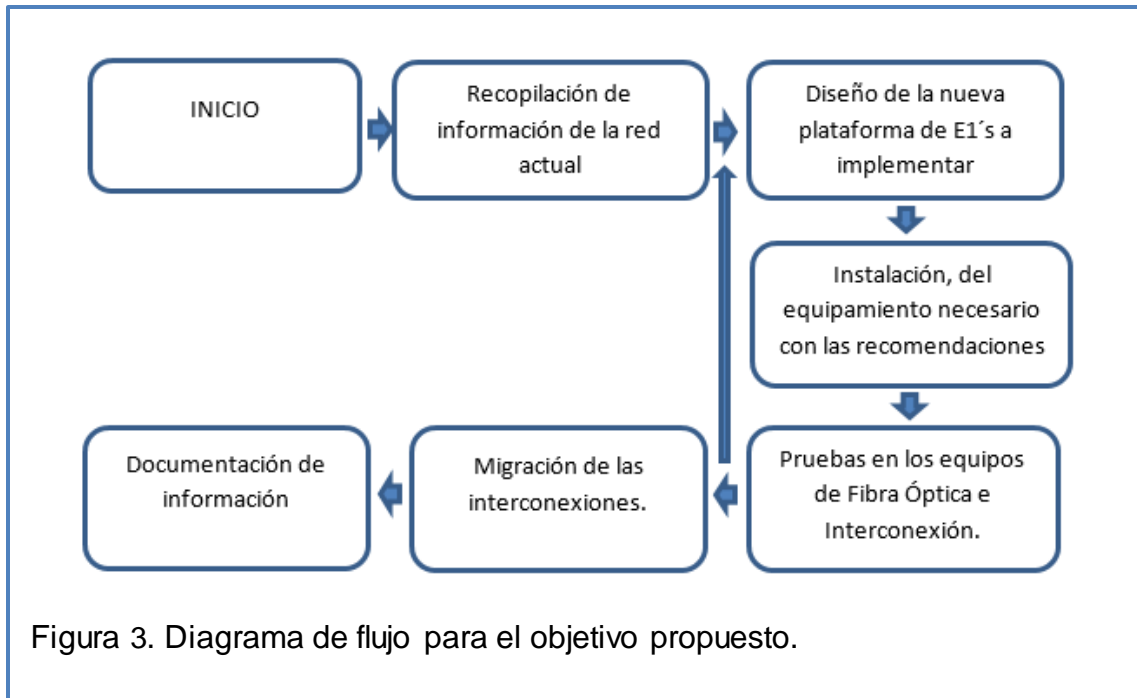 INICIO
Recopilación de
información de la red
actual
Diseño de la nueva
plataforma de E1´s a
implementar
Instalación, del
equipamiento necesario
con las recomendaciones
Pruebas en los equipos
de Fibra Óptica e
Interconexión.
Migración de las
interconexiones.
Documentación de
información
Figura 3. Diagrama de flujo para el objetivo propuesto.